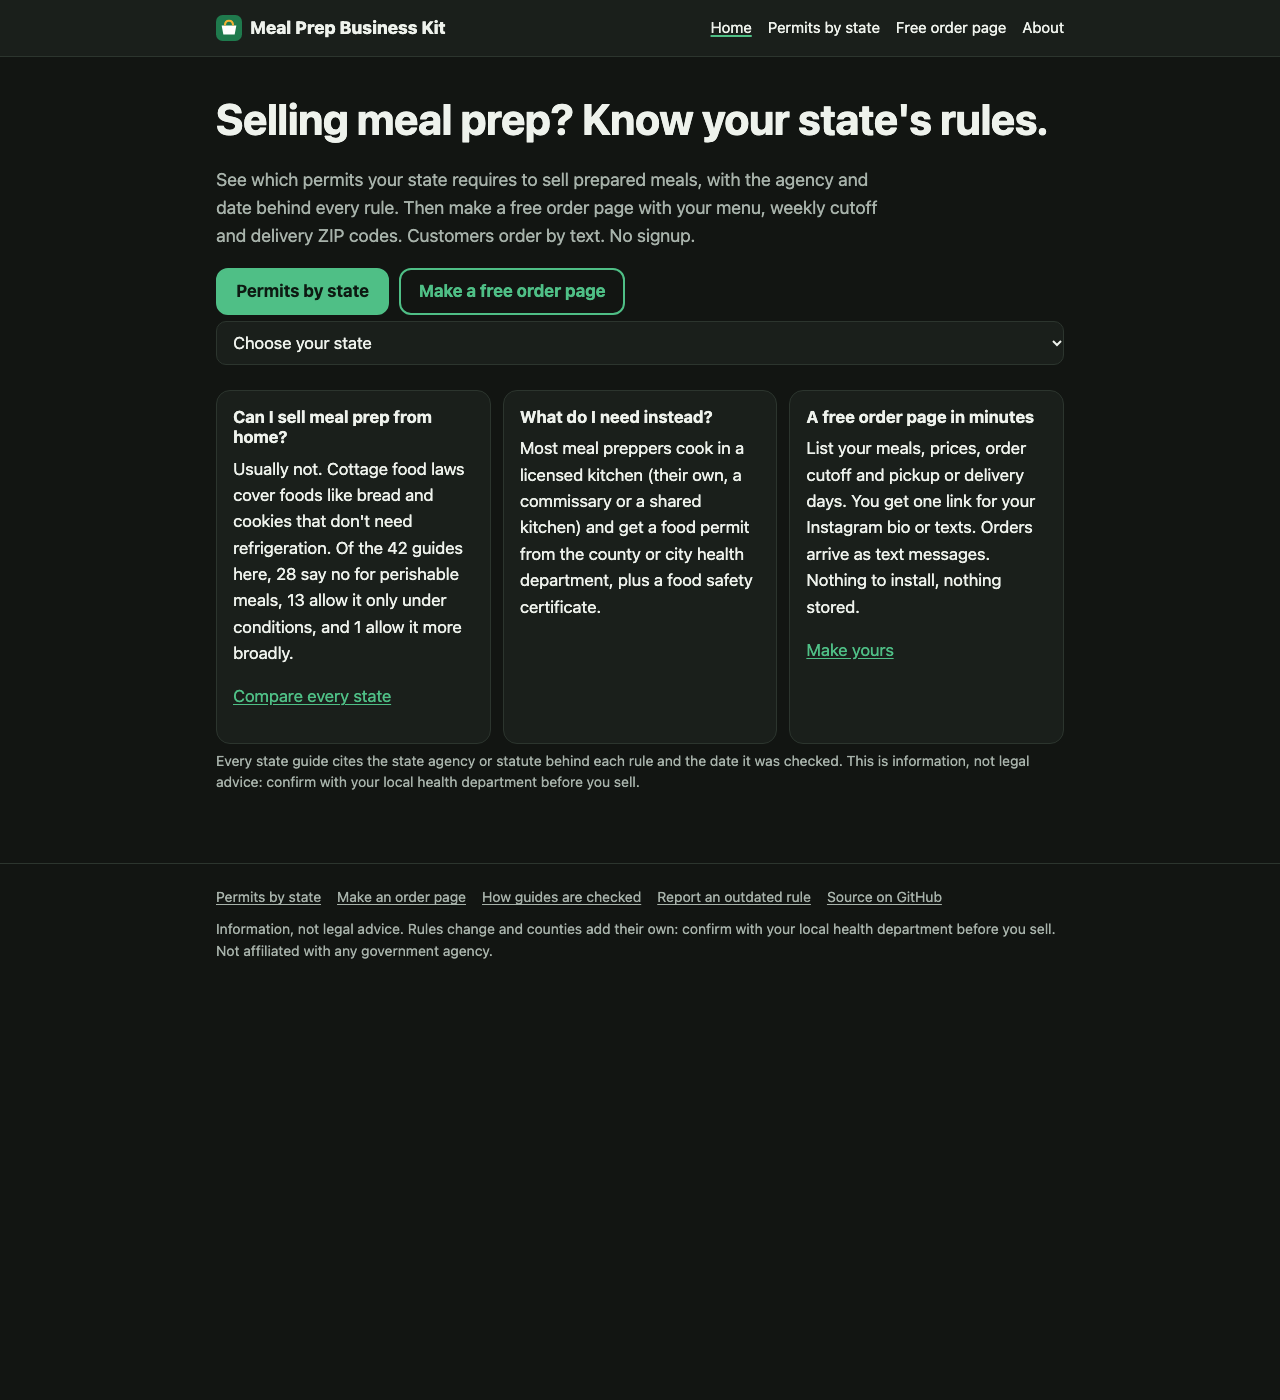 Meal Prep Business Kit
Home
Permits by state
Free order page
About
Selling meal prep? Know your state's rules.
See which permits your state requires to sell prepared meals, with the agency and
date behind every rule. Then make a free order page with your menu, weekly cutoff
and delivery ZIP codes. Customers order by text. No signup.
Permits by state
Make a free order page
Choose your state
Can I sell meal prep from
home?
Usually not. Cottage food laws
cover foods like bread and
cookies that don't need
refrigeration. Of the 42 guides
here, 28 say no for perishable
meals, 13 allow it only under
conditions, and 1 allow it more
broadly.
Compare every state
What do I need instead?
Most meal preppers cook in a
licensed kitchen (their own, a
commissary or a shared
kitchen) and get a food permit
from the county or city health
department, plus a food safety
certificate.
A free order page in minutes
List your meals, prices, order
cutoff and pickup or delivery
days. You get one link for your
Instagram bio or texts. Orders
arrive as text messages.
Nothing to install, nothing
stored.
Make yours
Every state guide cites the state agency or statute behind each rule and the date it was checked. This is information, not legal
advice: confirm with your local health department before you sell.
Permits by state
Make an order page
How guides are checked
Report an outdated rule
Source on GitHub
Information, not legal advice. Rules change and counties add their own: confirm with your local health department before you sell.
Not affiliated with any government agency.